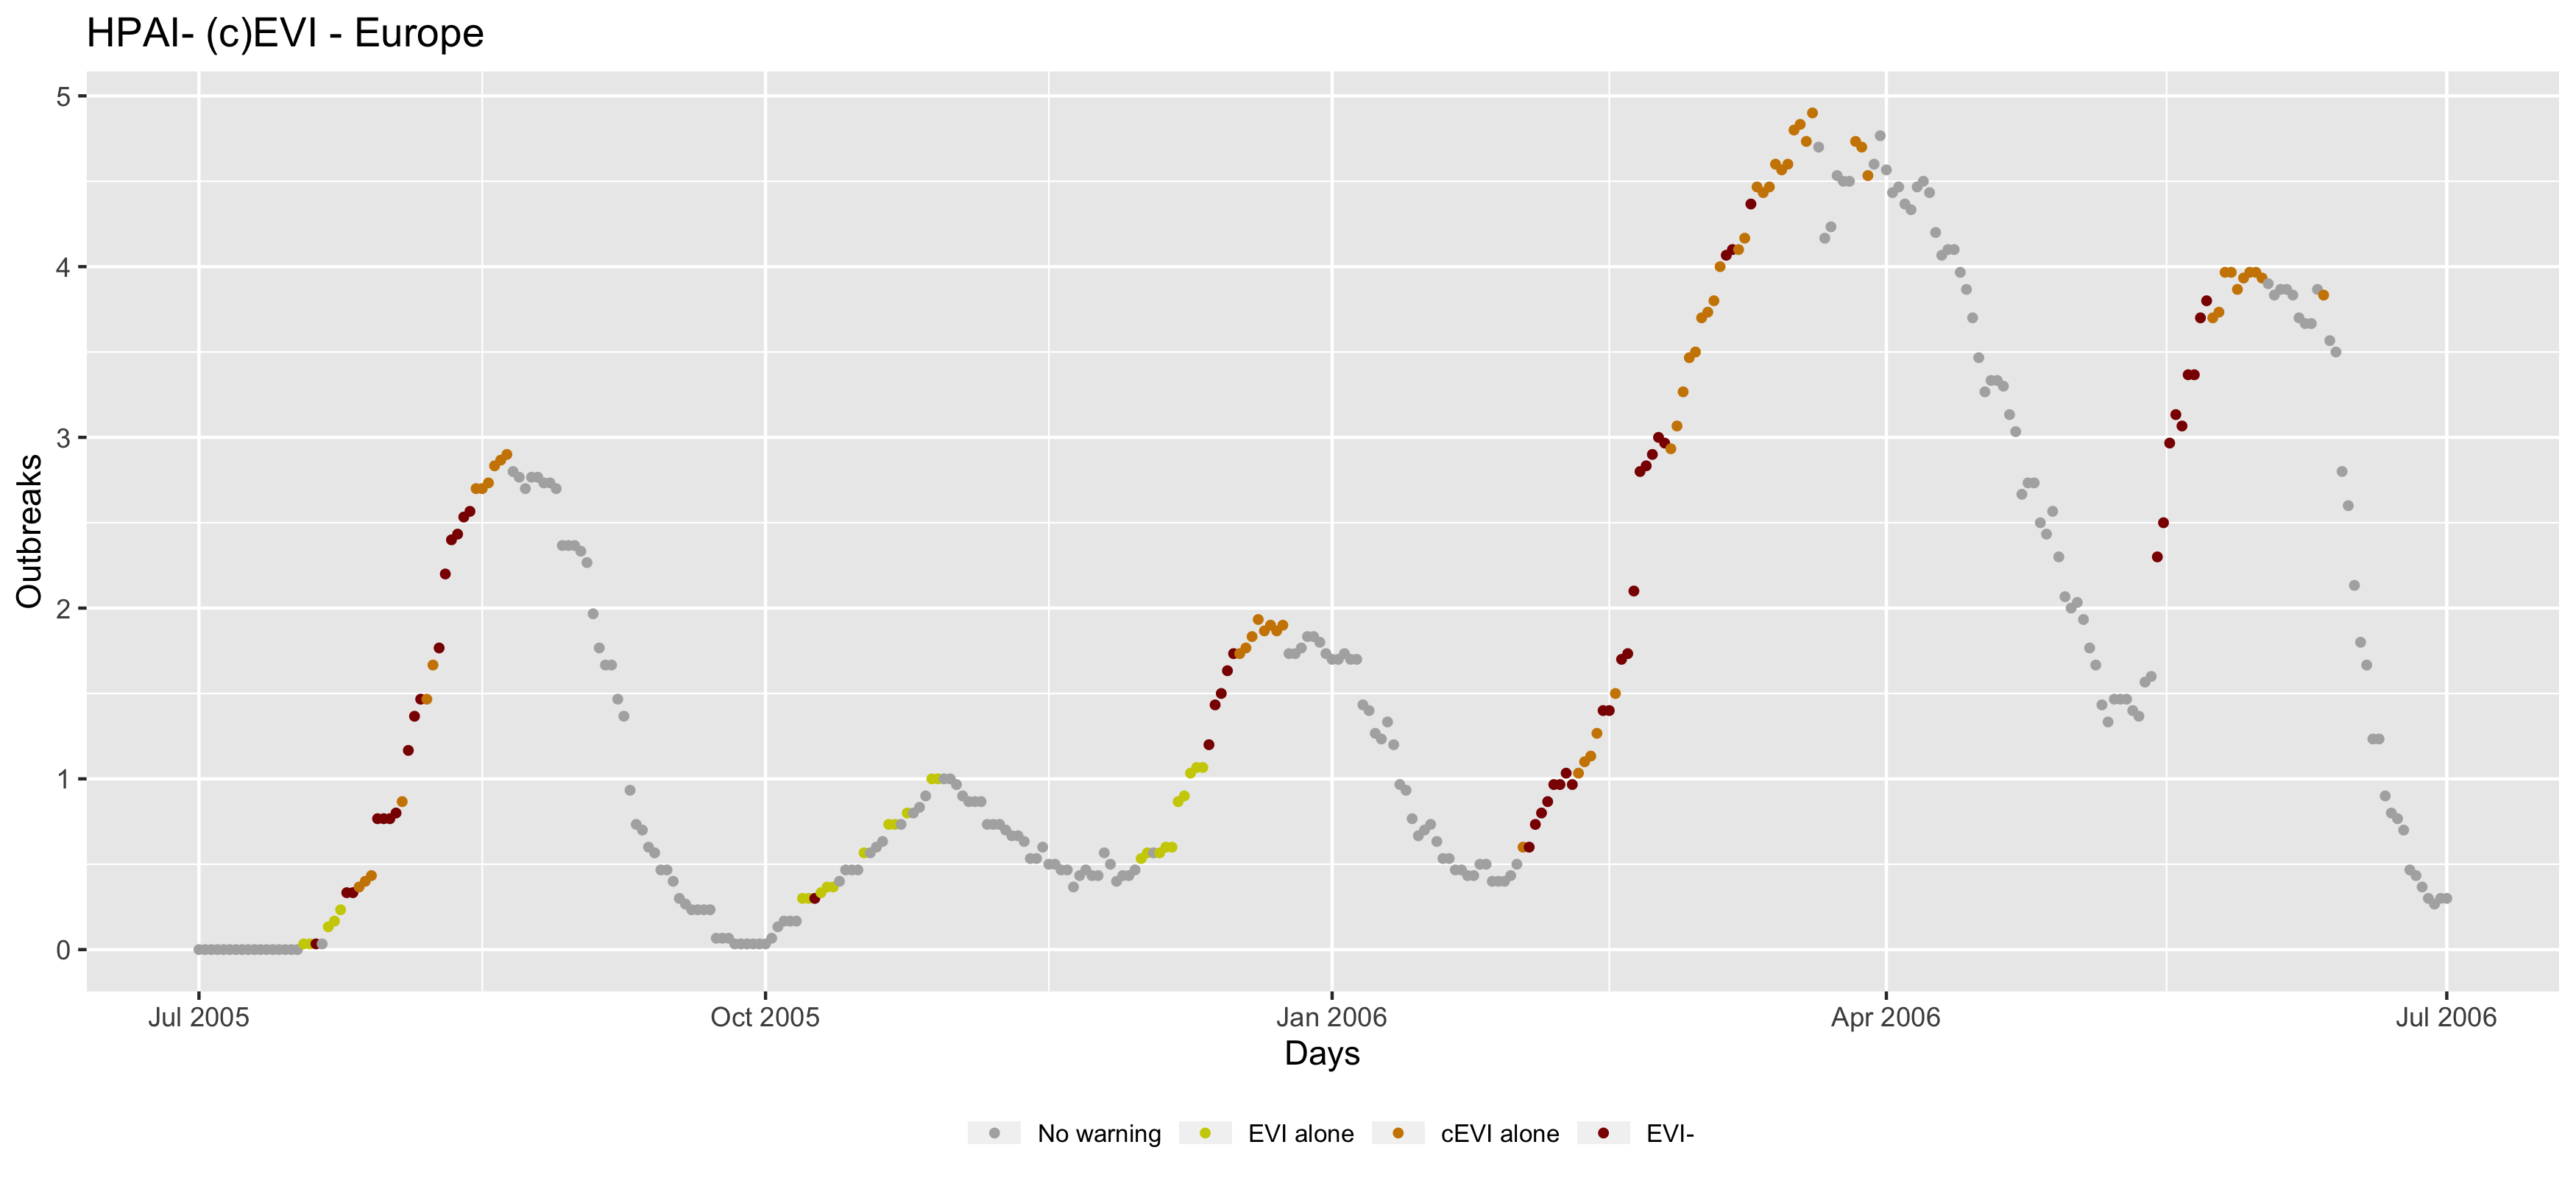 HPAI- (c)EVI - Europe
5
4
3
2
1
0
Outbreaks
Jul 2005 Oct 2005 Jan 2006 Apr 2006 Jul 2006
Days
No warning EVI alone cEVI alone EVI-